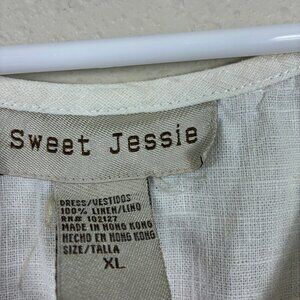 Sweet Jessie
DRESS/VESTIDOS
100% LINEN/LINO
RN# 102127
MADE IN HONG KONG
HECHO EN HONG KONG
SIZE/TALLA
XL